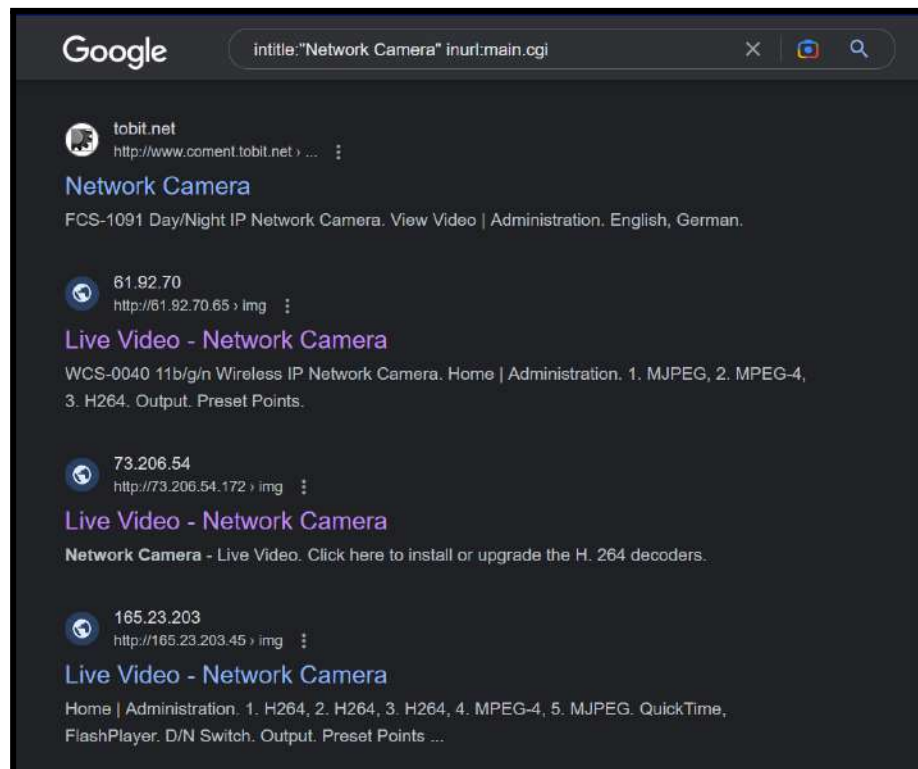 Google
intitle:"Network Camera" inurl:main.cgi
tobit.net
http://www.coment.tobit.net › ...
Network Camera
FCS-1091 Day/Night IP Network Camera. View Video | Administration. English, German.
61.92.70
http://61.92.70.65 › img
Live Video - Network Camera
WCS-0040 11b/g/n Wireless IP Network Camera. Home | Administration. 1. MJPEG, 2. MPEG-4,
3. H264. Output. Preset Points.
73.206.54
http://73.206.54.172 › img
Live Video - Network Camera
Network Camera - Live Video. Click here to install or upgrade the H. 264 decoders.
165.23.203
http://165.23.203.45 › img
Live Video - Network Camera
Home | Administration. 1. H264, 2. H264, 3. H264, 4. MPEG-4, 5. MJPEG. QuickTime,
FlashPlayer. D/N Switch. Output. Preset Points ...